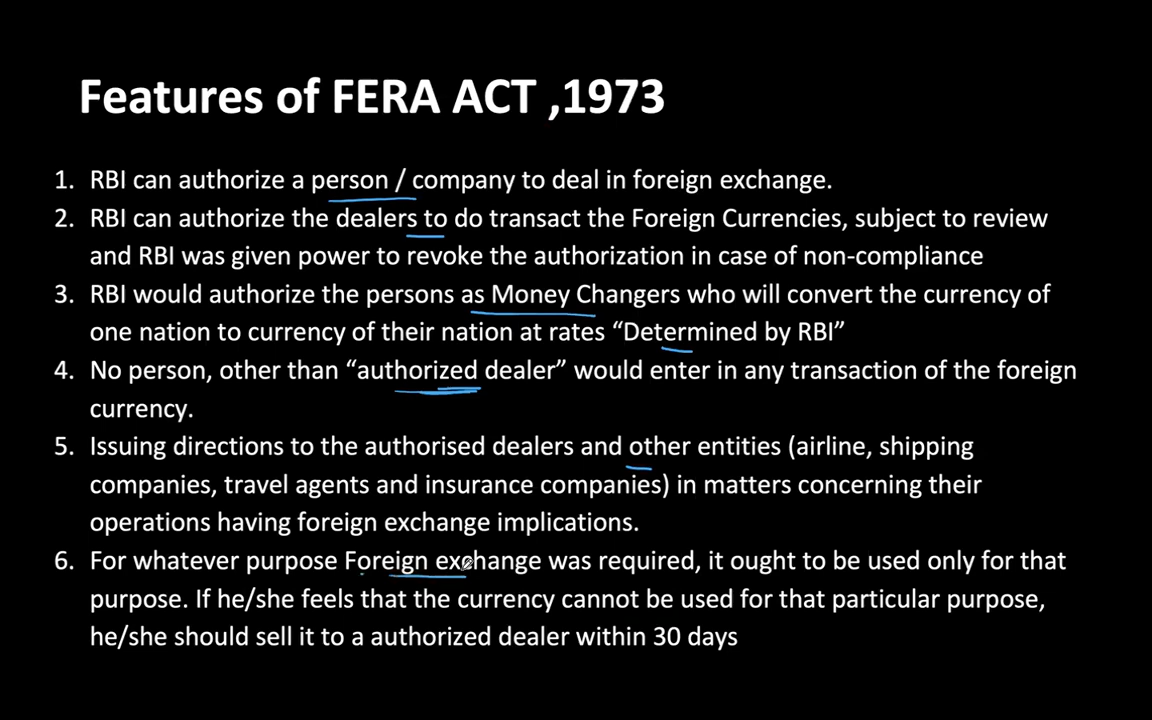 Features of FERA ACT ,1973
1. RBI can authorize a person / company to deal in foreign exchange.
2. RBI can authorize the dealers to do transact the Foreign Currencies, subject to review
and RBI was given power to revoke the authorization in case of non-compliance
3. RBI would authorize the persons as Money Changers who will convert the currency of
one nation to currency of their nation at rates “Determined by RBI”
4. No person, other than “authorized dealer” would enter in any transaction of the foreign
currency.
5. Issuing directions to the authorised dealers and other entities (airline, shipping
companies, travel agents and insurance companies) in matters concerning their
operations having foreign exchange implications.
6. For whatever purpose Foreign exchange was required, it ought to be used only for that
purpose. If he/she feels that the currency cannot be used for that particular purpose,
he/she should sell it to a authorized dealer within 30 days